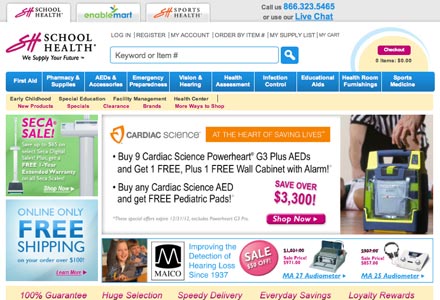 SCHOOL HEALTH
enablemart
SPORTS HEALTH
Call us 866.323.5465
or use our Live Chat
SCHOOL HEALTH
We Supply Your Future ~
LOG IN | REGISTER | MY ACCOUNT | ORDER BY ITEM # | MY SUPPLY LIST | MY CART
Keyword or Item #
Checkout
0 Items: $0.00
First Aid
Pharmacy & Supplies
AEDs & Accessories
Emergency Preparedness
Vision & Hearing
Health Assessment
Infection Control
Educational Aids
Health Room Furnishings
Sports Medicine
Early Childhood Special Education Facility Management Health Center
New Products Specials Clearance Brands More Ways to Shop
SECA SALE!
Save up to $65 on
select Seca Digital
Scales! Plus, get a
FREE 1-Year
Extended Warranty
on all Seca Scales!
Shop Now
CARDIAC SCIENCE
AT THE HEART OF SAVING LIVES
• Buy 9 Cardiac Science Powerheart G3 Plus AEDs
and Get 1 FREE, Plus 1 FREE Wall Cabinet with Alarm!
• Buy any Cardiac Science AED
and get FREE Pediatric Pads!
SAVE OVER
$3,300!
*These special offers expire 12/31/12, excludes Powerheart G3 Pro.
Shop Now
ONLINE ONLY
FREE
SHIPPING
on your order over $100!
Learn More
MAICO
Improving the
Detection of
Hearing Loss
Since 1937
SALE
$55 OFF!
Sale Price!
$971.00
MA 27 Audiometer
Sale Price!
$857.00
MA 25 Audiometer
100% Guarantee Huge Selection Speedy Delivery Everyday Savings Loyalty Rewards